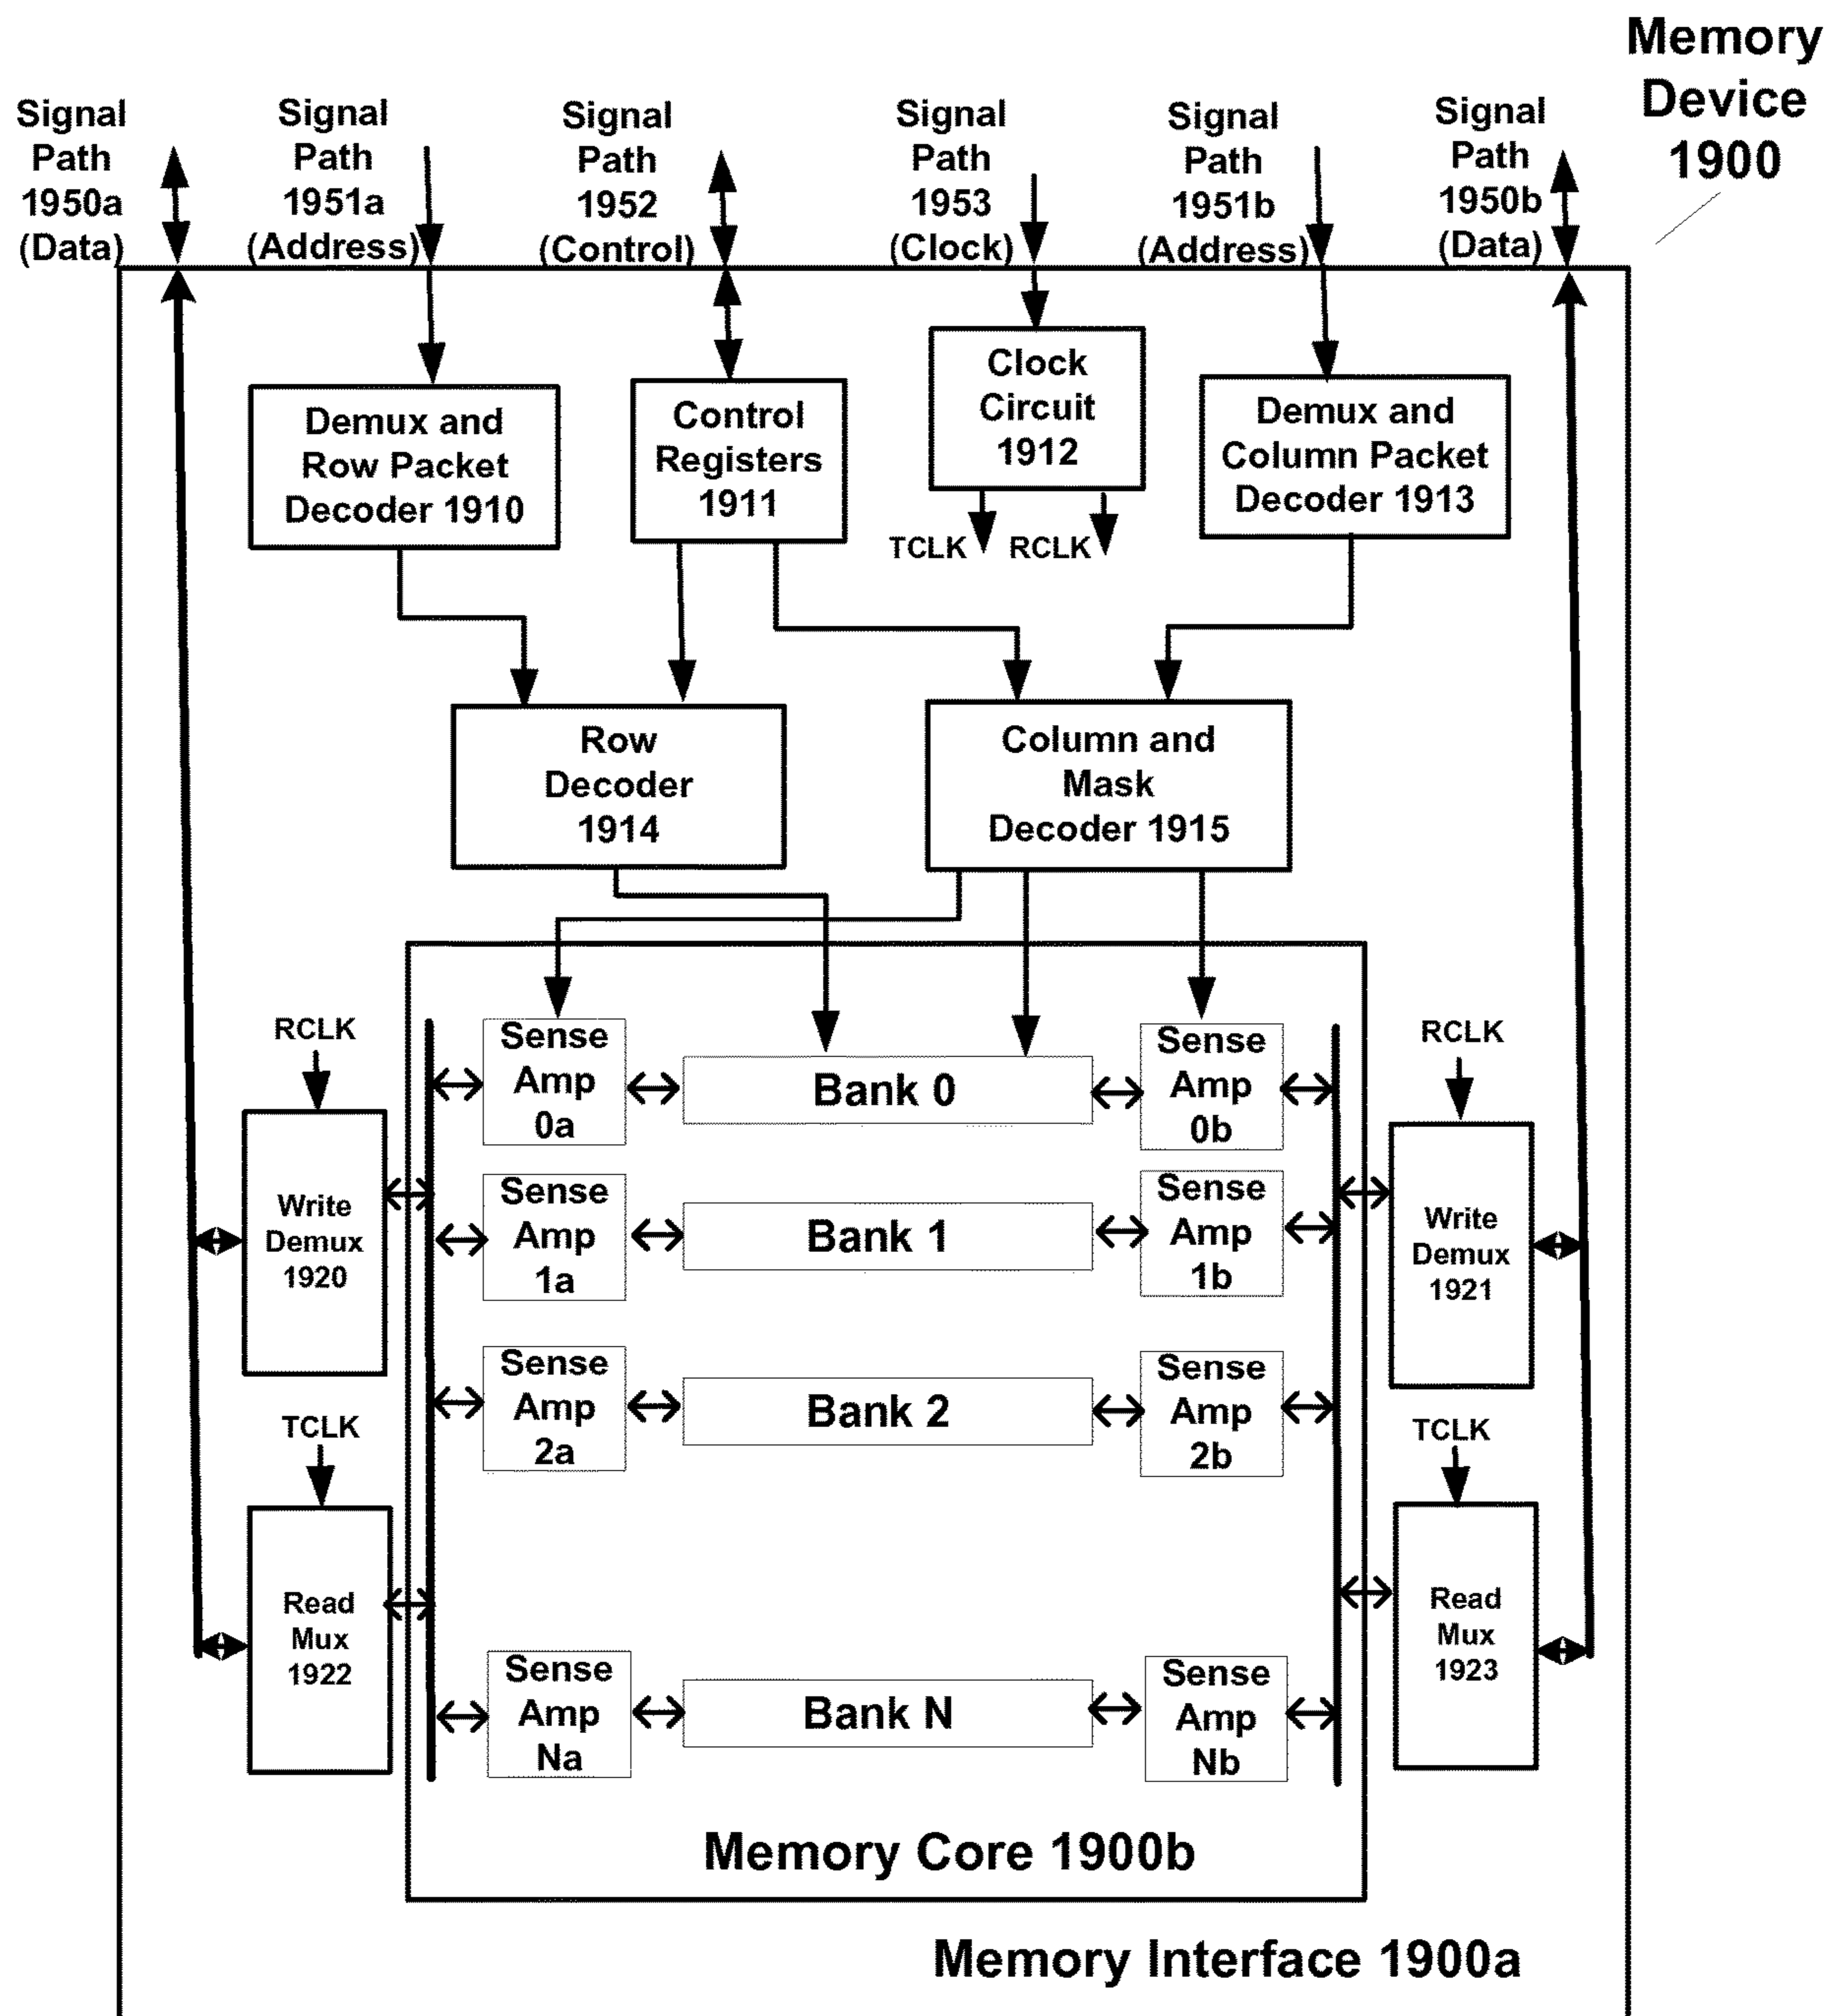 Memory
Device
1900
Signal
Path
1950a
(Data)
Signal
Path
1951a
(Address)
Signal
Path
1952
(Control)
Signal
Path
1953
(Clock)
Signal
Path
1951b
(Address)
Signal
Path
1950b
(Data)
Demux and
Row Packet
Decoder 1910
Control
Registers
1911
Clock
Circuit
1912
Demux and
Column Packet
Decoder 1913
TCLK
RCLK
Row
Decoder
1914
Column and
Mask
Decoder 1915
RCLK
Write
Demux
1920
TCLK
Read
Mux
1922
Sense
Amp
0a
Bank 0
Sense
Amp
0b
Sense
Amp
1a
Bank 1
Sense
Amp
1b
Sense
Amp
2a
Bank 2
Sense
Amp
2b
Sense
Amp
Na
Bank N
Sense
Amp
Nb
RCLK
Write
Demux
1921
TCLK
Read
Mux
1923
Memory Core 1900b
Memory Interface 1900a